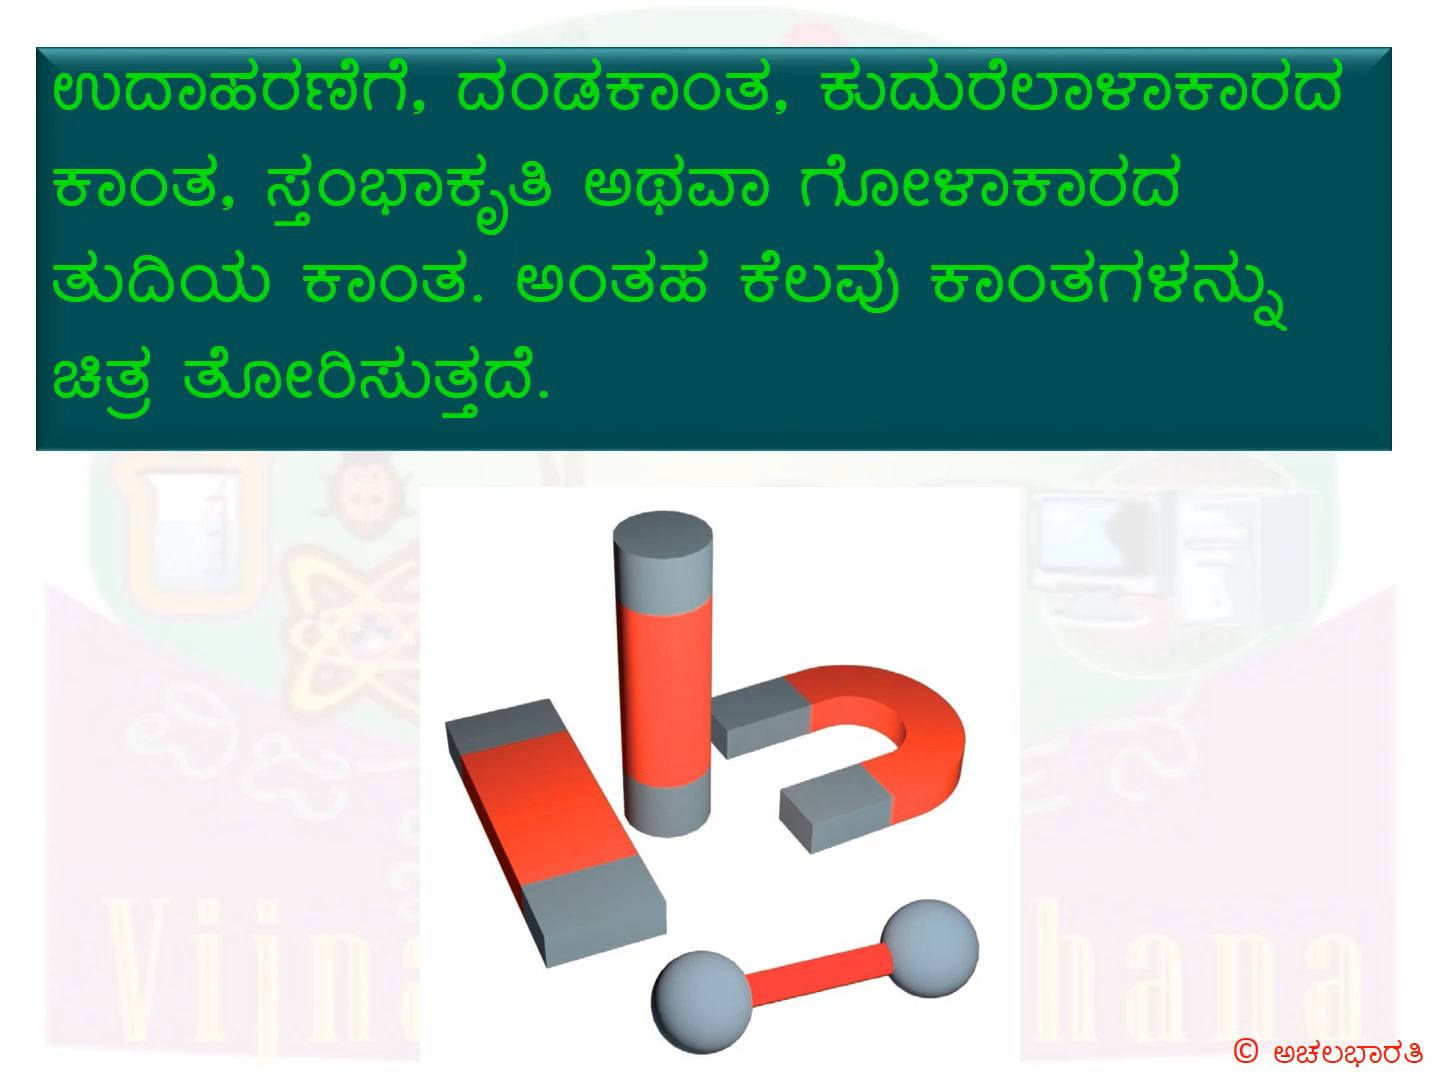 ಉದಾಹರಣೆಗೆ, ದಂಡಕಾಂತ, ಕುದುರೆಲಾಳಾಕಾರದ
ಕಾಂತ, ಸ್ತಂಭಾಕೃತಿ ಅಥವಾ ಗೋಳಾಕಾರದ
ತುದಿಯ ಕಾಂತ. ಅಂತಹ ಕೆಲವು ಕಾಂತಗಳನ್ನು
ಚಿತ್ರ ತೋರಿಸುತ್ತದೆ.
© ಅಚಲಭಾರತಿ